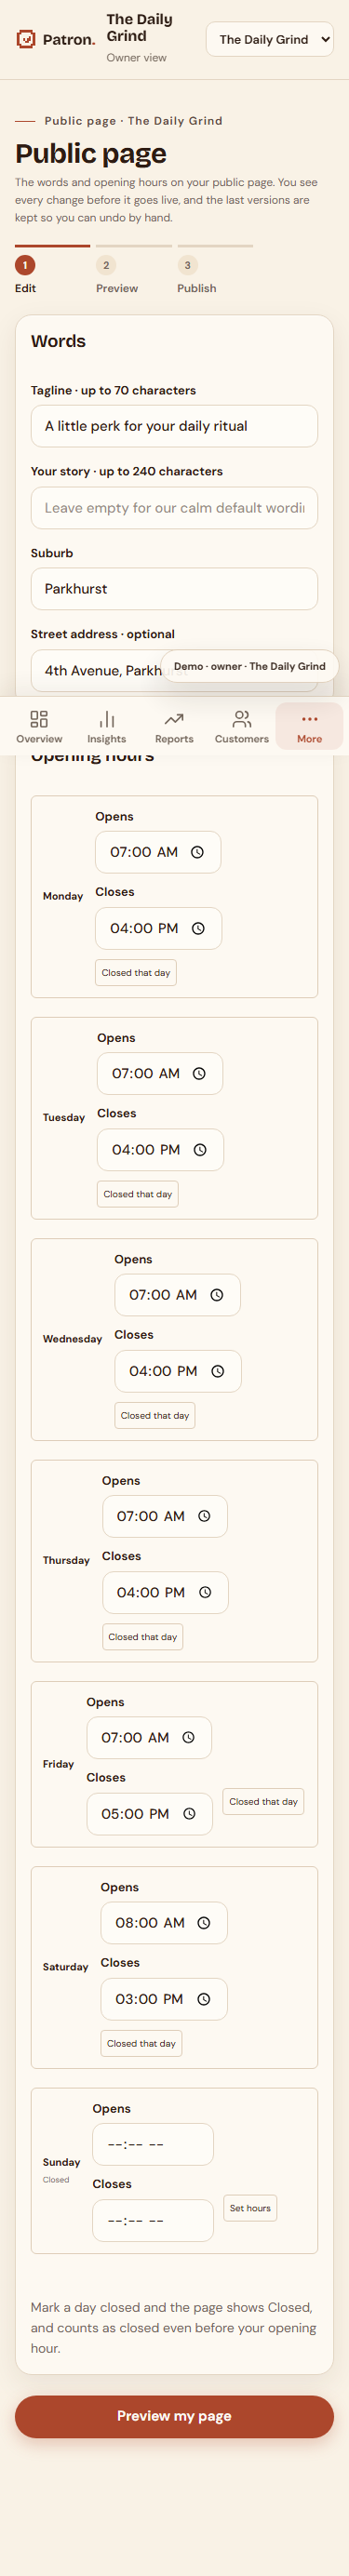 Patron.
The Daily
Grind
Owner view
The Daily Grind
Public page · The Daily Grind
Public page
The words and opening hours on your public page. You see
every change before it goes live, and the last versions are
kept so you can undo by hand.
1
2
3
Edit
Preview
Publish
Words
Tagline · up to 70 characters
A little perk for your daily ritual
Your story · up to 240 characters
Leave empty for our calm default wordi
Suburb
Parkhurst
Street address · optional
4th Avenue, Parkh
Demo · owner · The Daily Grind
Overview
Insights
Reports
Customers
More
Opening hours
Opens
07:00 AM
Monday
Closes
04:00 PM
Closed that day
Opens
07:00 AM
Tuesday
Closes
04:00 PM
Closed that day
Opens
07:00 AM
Wednesday
Closes
04:00 PM
Closed that day
Opens
07:00 AM
Thursday
Closes
04:00 PM
Closed that day
Opens
07:00 AM
Friday
Closes
05:00 PM
Closed that day
Opens
08:00 AM
Saturday
Closes
03:00 PM
Closed that day
Opens
--:-- --
Sunday
Closed
Closes
--:-- --
Set hours
Mark a day closed and the page shows Closed,
and counts as closed even before your opening
hour.
Preview my page